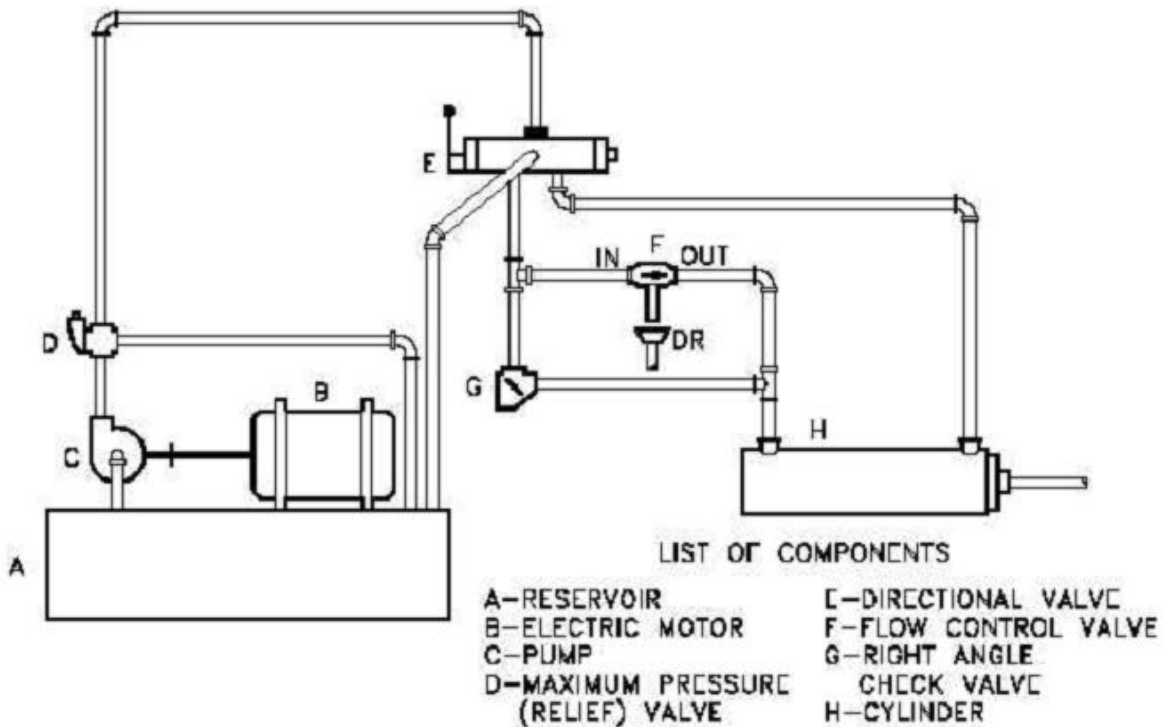 E
IN F OUT
D
DR
B
G
C
H
A
LIST OF COMPONENTS
A-RESERVOIR
B-ELECTRIC MOTOR
C-PUMP
D-MAXIMUM PRESSURE
(RELIEF) VALVE
E-DIRECTIONAL VALVE
F-FLOW CONTROL VALVE
G-RIGHT ANGLE
CHECK VALVE
H-CYLINDER